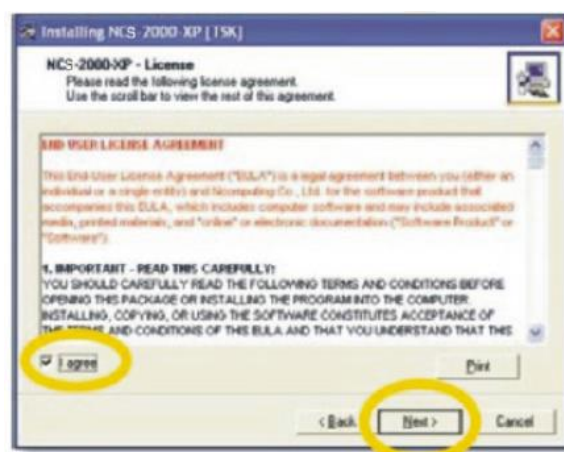 Installing NCS-2000-XP [TSK]
NCS-2000-XP - License
Please read the following license agreement.
Use the scroll bar to view the rest of this agreement.
END USER LICENSE AGREEMENT
This End-User License Agreement ("EULA") is a legal agreement between you (either an
individual or a single entity) and Ncomputing Co., Ltd. for the software product that
accompanies this EULA, which includes computer software and may include associated
media, printed materials, and "online" or electronic documentation ("Software Product" or
"Software").
1. IMPORTANT - READ THIS CAREFULLY:
YOU SHOULD CAREFULLY READ THE FOLLOWING TERMS AND CONDITIONS BEFORE
OPENING THIS PACKAGE OR INSTALLING THE PROGRAM INTO THE COMPUTER.
INSTALLING, COPYING, OR USING THE SOFTWARE CONSTITUTES ACCEPTANCE OF
THE TERMS AND CONDITIONS OF THIS EULA AND THAT YOU UNDERSTAND THAT THIS
I agree
Print
< Back
Next >
Cancel